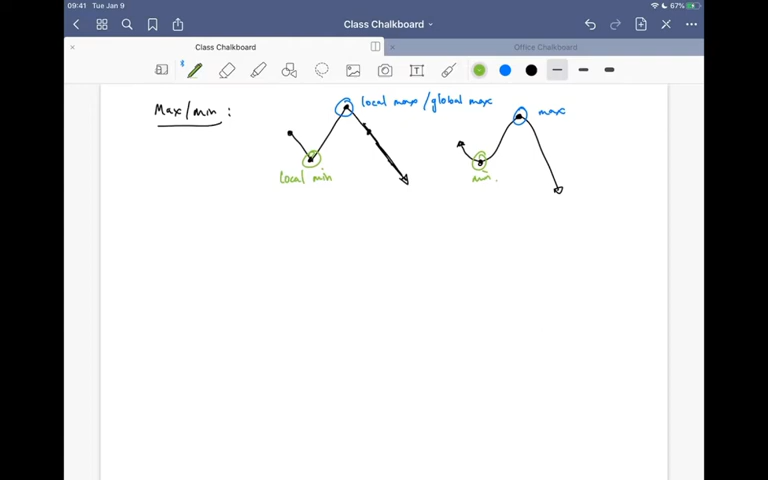 09:41 Tue Jan 9
67%
Class Chalkboard
Class Chalkboard
Office Chalkboard
Max/min :
local max / global max
max
local min
min.